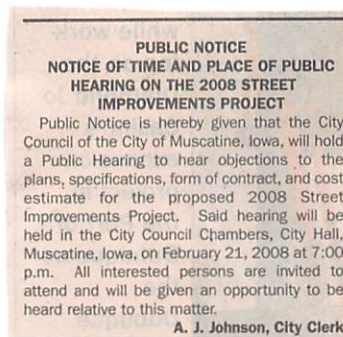 PUBLIC NOTICE
NOTICE OF TIME AND PLACE OF PUBLIC
HEARING ON THE 2008 STREET
IMPROVEMENTS PROJECT
Public Notice is hereby given that the City
Council of the City of Muscatine, Iowa, will hold
a Public Hearing to hear objections to the
plans, specifications, form of contract, and cost
estimate for the proposed 2008 Street
Improvements Project. Said hearing will be
held in the City Council Chambers, City Hall,
Muscatine, Iowa, on February 21, 2008 at 7:00
p.m. All interested persons are invited to
attend and will be given an opportunity to be
heard relative to this matter.
A. J. Johnson, City Clerk